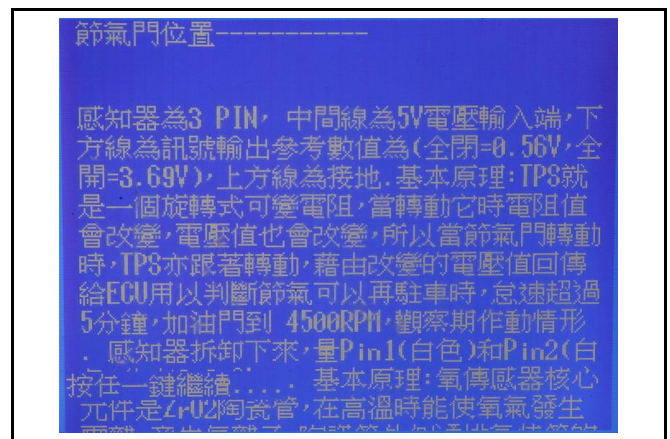 節氣門位置-----------
感知器為3 PIN, 中間線為5V電壓輸入端,下
方線為訊號輸出參考數值為(全閉=0.56V,全
開=3.69V),上方線為接地.基本原理:TPS就
是一個旋轉式可變電阻,當轉動它時電阻值
會改變,電壓值也會改變,所以當節氣門轉動
時,TPS亦跟著轉動,藉由改變的電壓值回傳
給ECU用以判斷節氣可以再駐車時,怠速超過
5分鐘,加油門到 4500RPM,觀察期作動情形
. 感知器拆卸下來,量Pin1(白色)和Pin2(白
按任一鍵繼續..... 基本原理:氧傳感器核心
元件是ZrO2陶瓷管,在高溫時能使氧氣發生